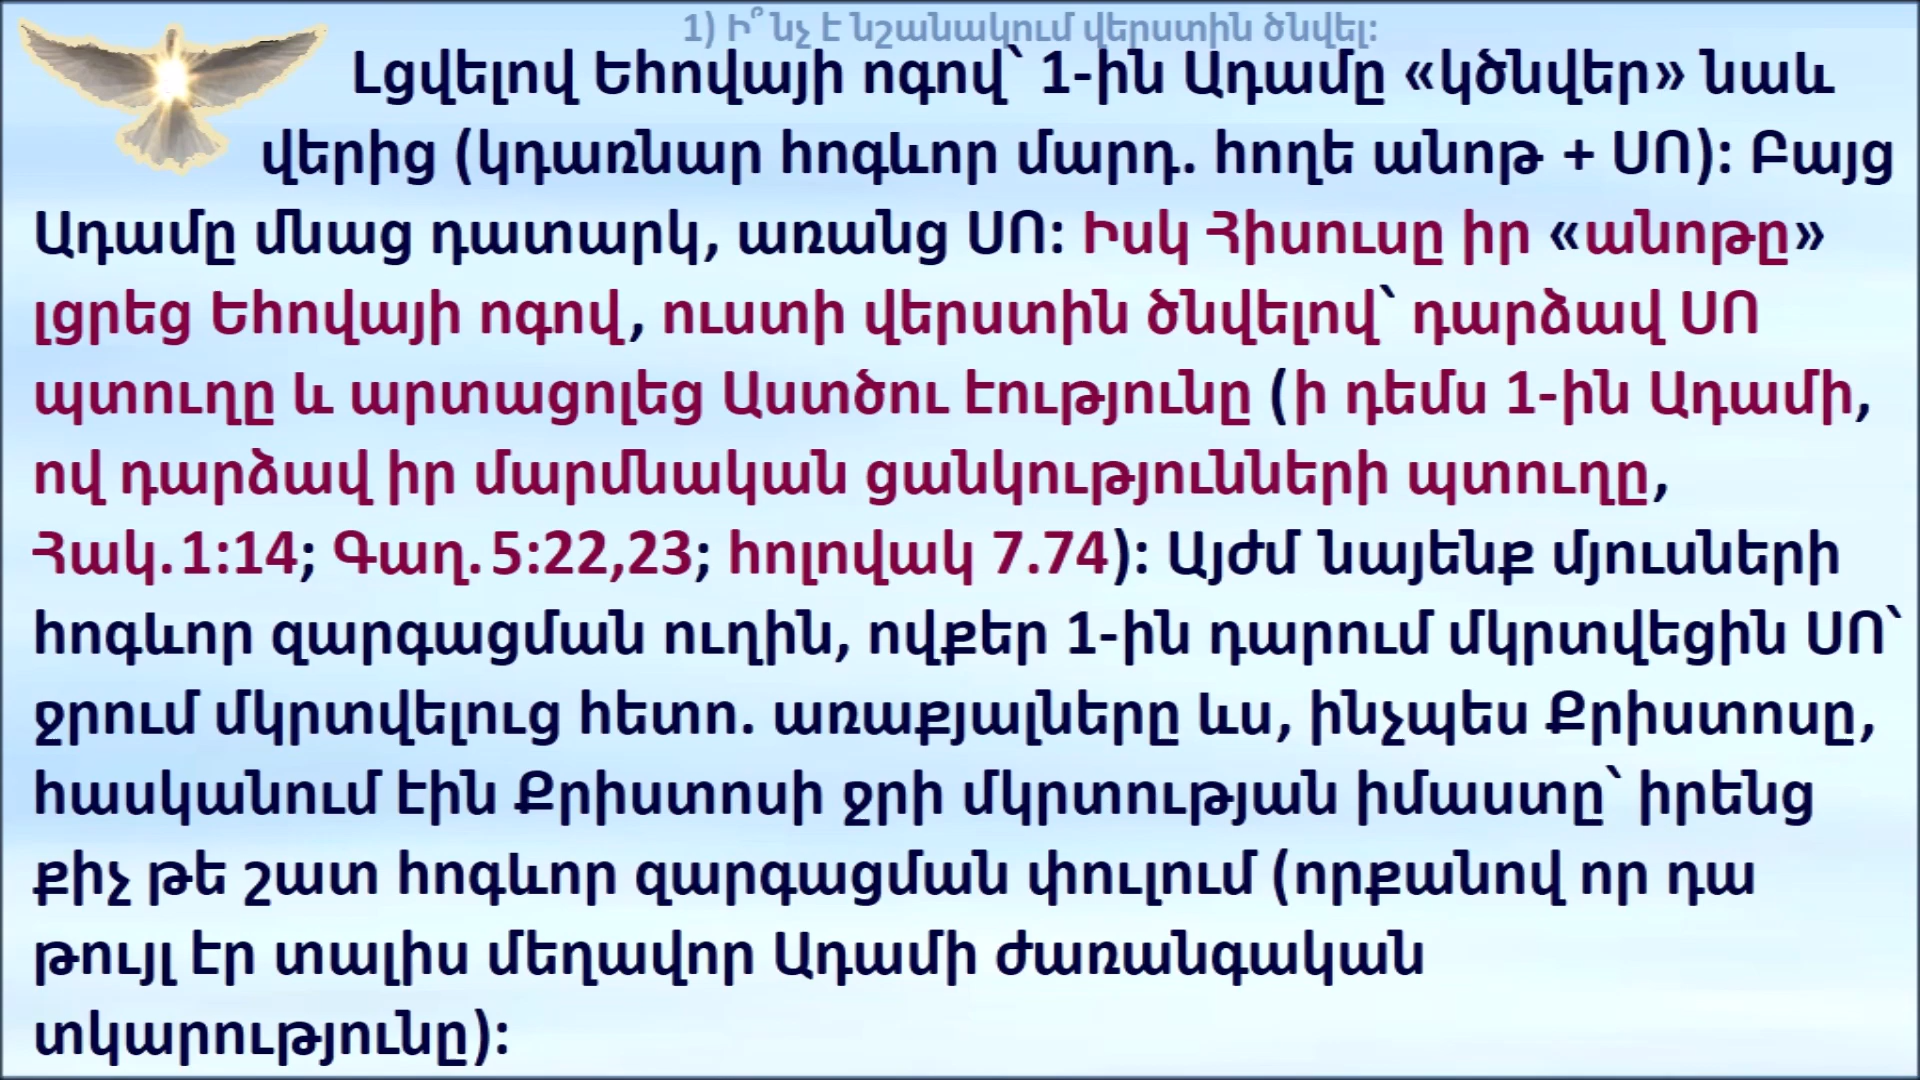 1) Ի՞նչ է նշանակում վերստին ծնվել:
Լցվելով Եհովայի ոգով՝ 1-ին Ադամը «կծնվեր» նաև
վերից (կդառնար հոգևոր մարդ. հողե անոթ + ՍՈ): Բայց
Ադամը մնաց դատարկ, առանց ՍՈ: Իսկ Հիսուսը իր «անոթը»
լցրեց Եհովայի ոգով, ուստի վերստին ծնվելով՝ դարձավ ՍՈ
պտուղը և արտացոլեց Աստծու էությունը (ի դեմս 1-ին Ադամի,
ով դարձավ իր մարմնական ցանկությունների պտուղը,
Հակ.1:14; Գաղ.5:22,23; հոլովակ 7.74): Այժմ նայենք մյուսների
հոգևոր զարգացման ուղին, ովքեր 1-ին դարում մկրտվեցին ՍՈ՝
ջրում մկրտվելուց հետո. առաքյալները ևս, ինչպես Քրիստոսը,
հասկանում էին Քրիստոսի ջրի մկրտության իմաստը՝ իրենց
քիչ թե շատ հոգևոր զարգացման փուլում (որքանով որ դա
թույլ էր տալիս մեղավոր Ադամի ժառանգական
տկարությունը):